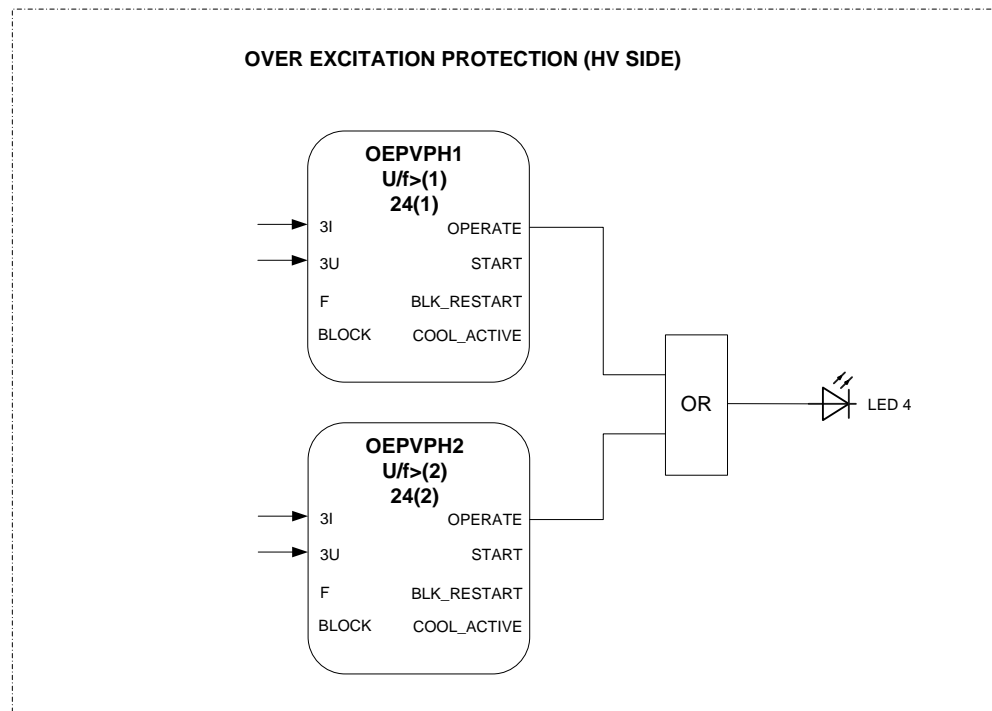 OVER EXCITATION PROTECTION (HV SIDE)
OEPVPH1
U/f>(1)
24(1)
3I OPERATE
3U START
F BLK_RESTART
BLOCK COOL_ACTIVE
OR
LED 4
OEPVPH2
U/f>(2)
24(2)
3I OPERATE
3U START
F BLK_RESTART
BLOCK COOL_ACTIVE